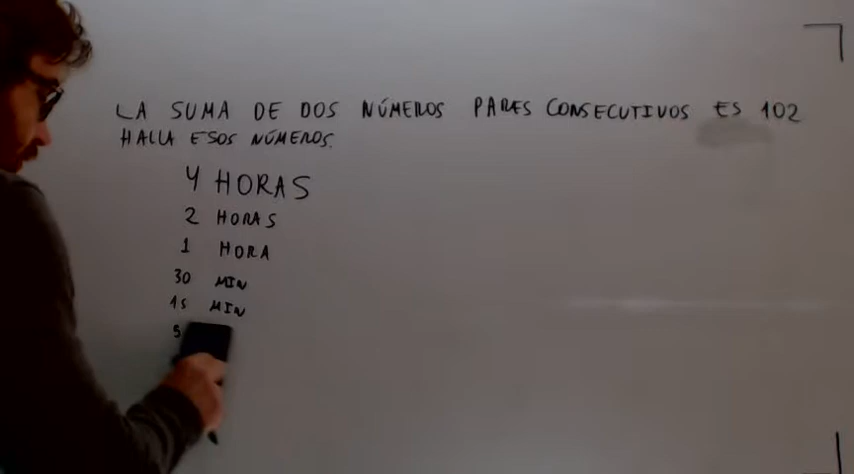 LA SUMA DE DOS NÚMEROS PARES CONSECUTIVOS ES 102
HALLA ESOS NÚMEROS.
4 HORAS
2 HORAS
1 HORA
30 MIN
15 MIN
5